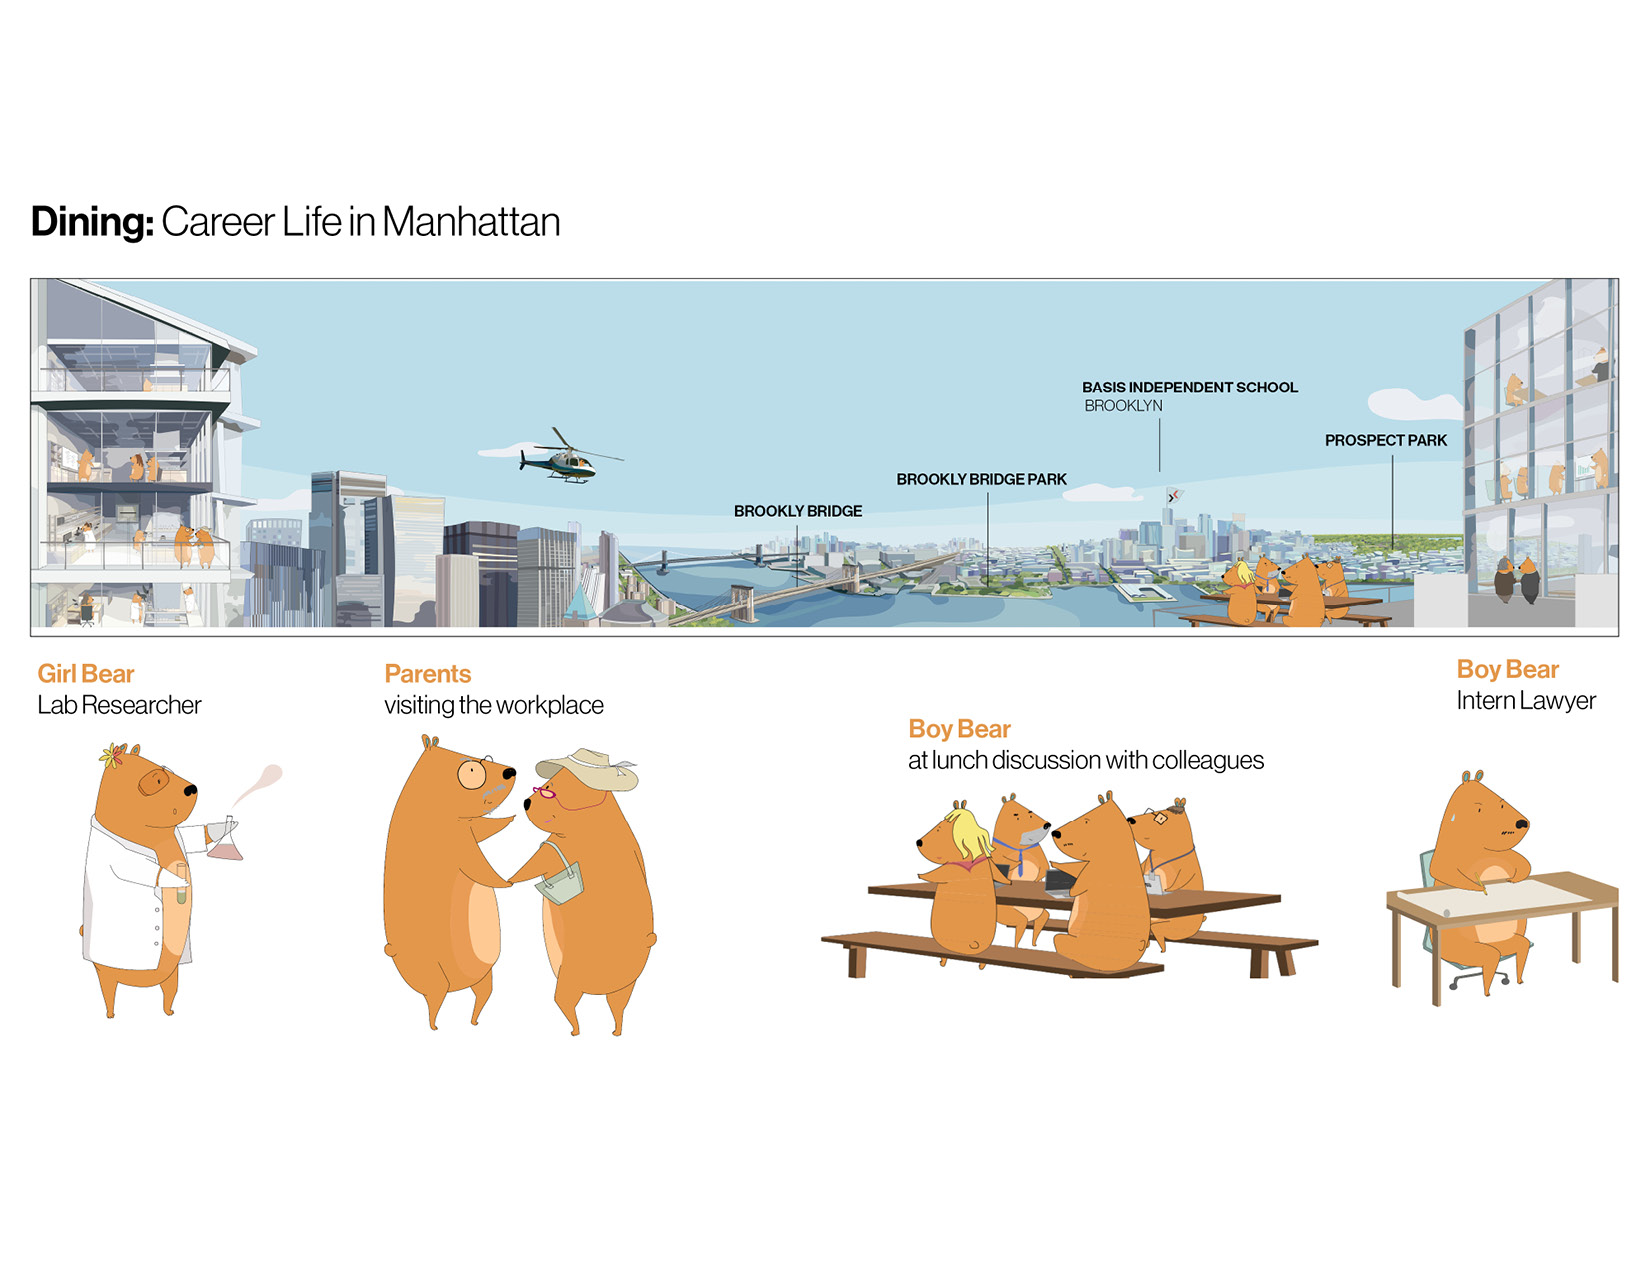 Dining: Career Life in Manhattan
BASIS INDEPENDENT SCHOOL
BROOKLYN
PROSPECT PARK
BROOKLY BRIDGE PARK
BROOKLY BRIDGE
Girl Bear
Lab Researcher
Parents
visiting the workplace
Boy Bear
at lunch discussion with colleagues
Boy Bear
Intern Lawyer